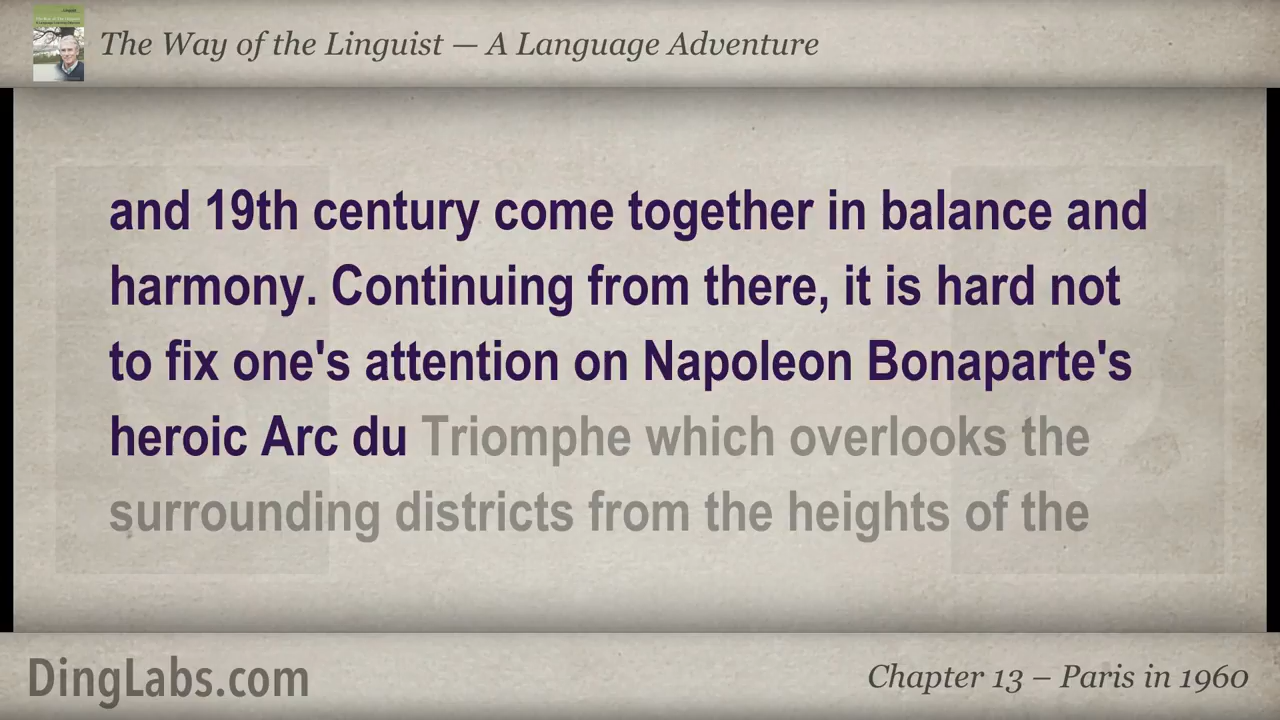 The Way of the Linguist — A Language Adventure
and 19th century come together in balance and
harmony. Continuing from there, it is hard not
to fix one's attention on Napoleon Bonaparte's
heroic Arc du Triomphe which overlooks the
surrounding districts from the heights of the
DingLabs.com
Chapter 13 – Paris in 1960